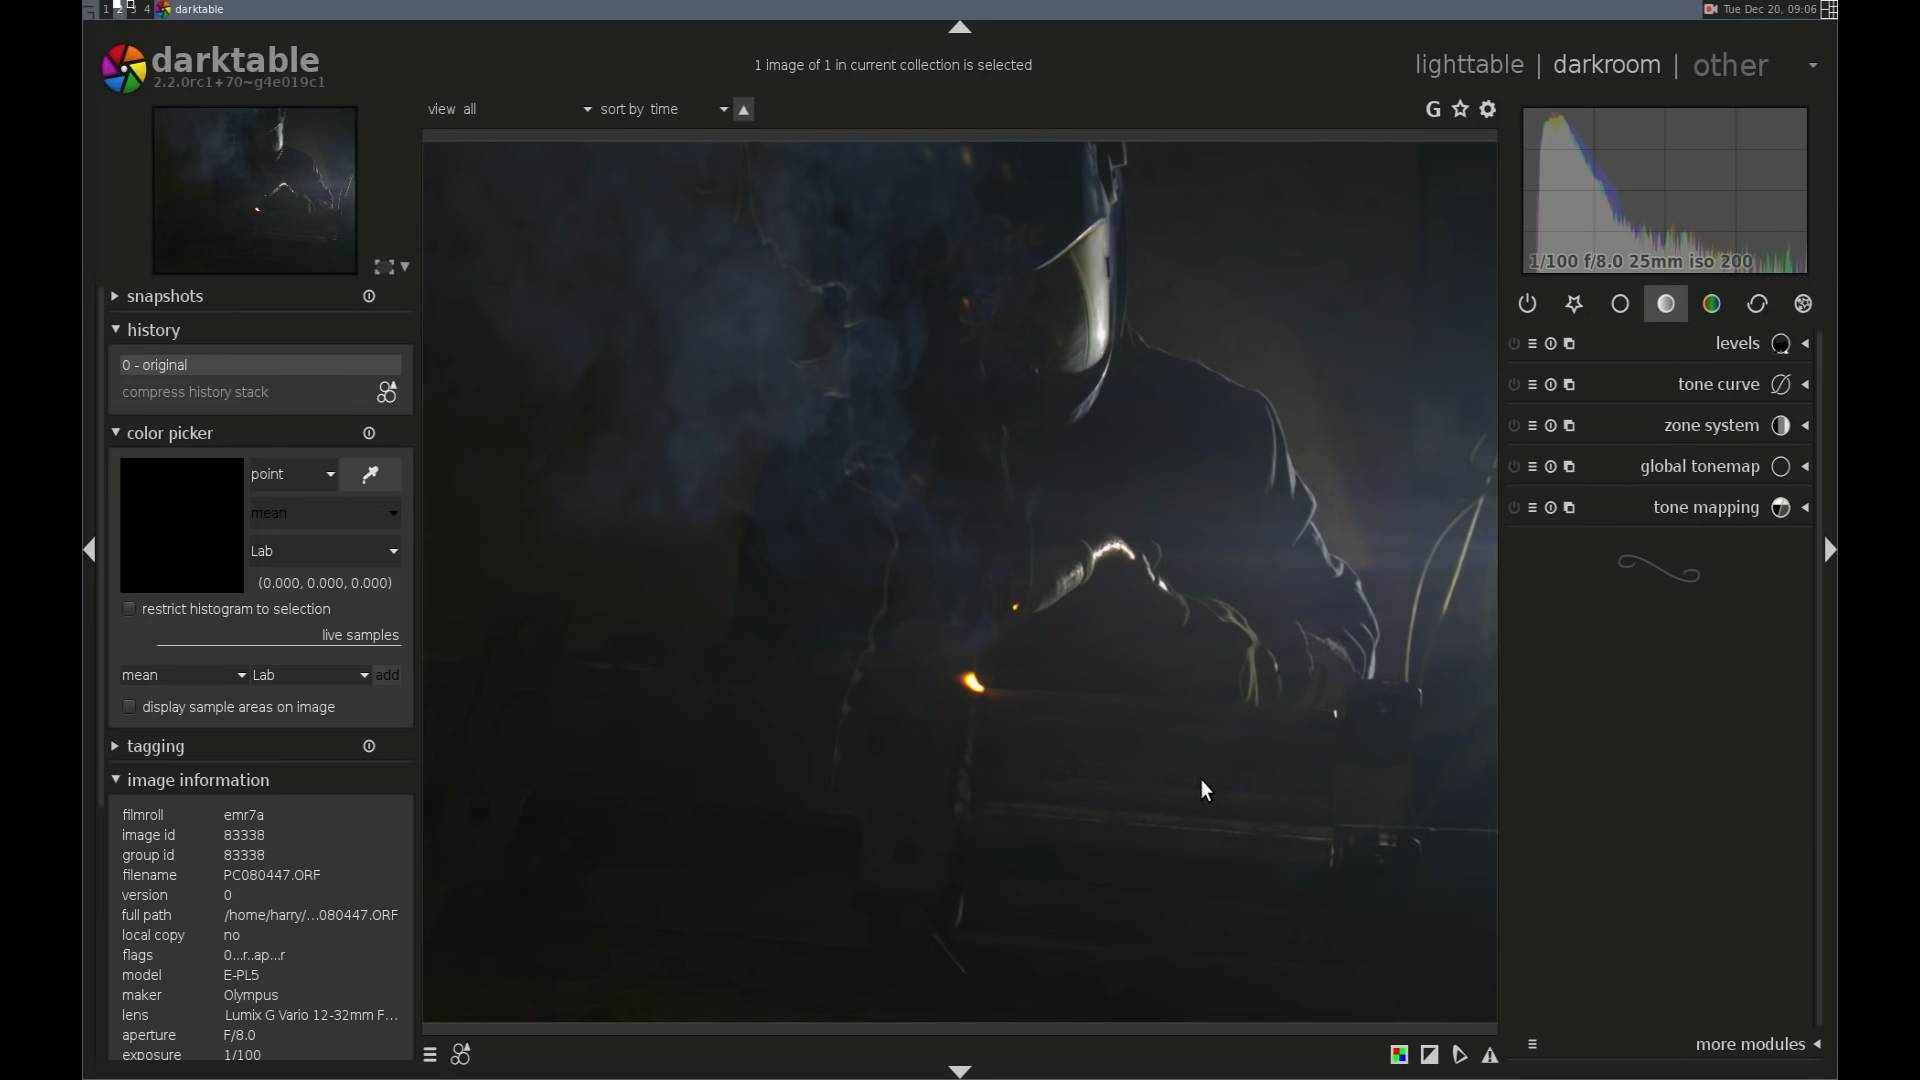 1 2 3 4 darktable
Tue Dec 20, 09:06
darktable
2.2.0rc1+70~g4e019c1
1 image of 1 in current collection is selected
lighttable | darkroom | other
view all
sort by time
G
1/100 f/8.0 25mm iso 200
snapshots
history
0 - original
compress history stack
color picker
point
mean
Lab
(0.000, 0.000, 0.000)
restrict histogram to selection
live samples
mean Lab add
display sample areas on image
tagging
image information
filmroll emr7a
image id 83338
group id 83338
filename PC080447.ORF
version 0
full path /home/harry/...080447.ORF
local copy no
flags 0...r..ap...r
model E-PL5
maker Olympus
lens Lumix G Vario 12-32mm F...
aperture F/8.0
exposure 1/100
levels
tone curve
zone system
global tonemap
tone mapping
more modules